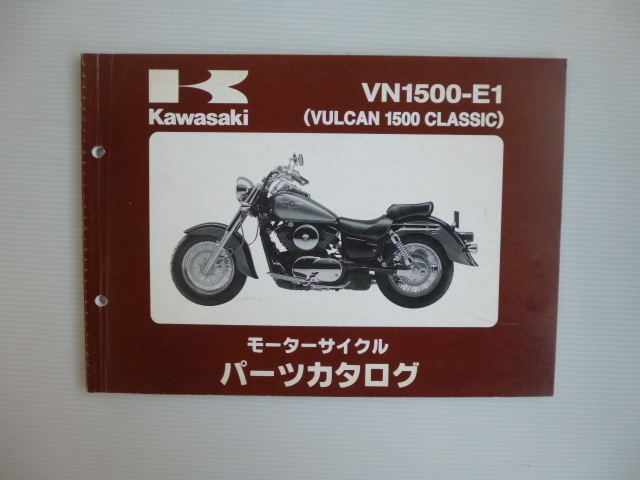 Kawasaki
VN1500-E1
(VULCAN 1500 CLASSIC)
モーターサイクル
パーツカタログ